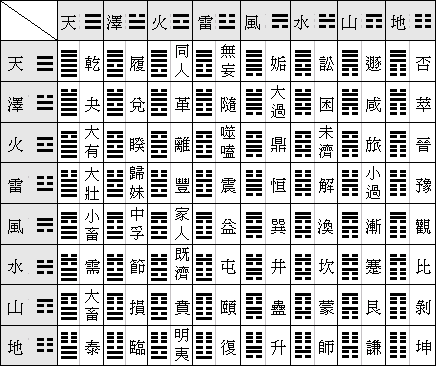 天 澤 火 雷 風 水 山 地
天 乾 履 同人 無妄 姤 訟 遯 否
澤 夬 兌 革 隨 大過 困 咸 萃
火 大有 睽 離 噬嗑 鼎 未濟 旅 晉
雷 大壯 歸妹 豐 震 恒 解 小過 豫
風 小畜 中孚 家人 益 巽 渙 漸 觀
水 需 節 既濟 屯 井 坎 蹇 比
山 大畜 損 賁 頤 蠱 蒙 艮 剝
地 泰 臨 明夷 復 升 師 謙 坤